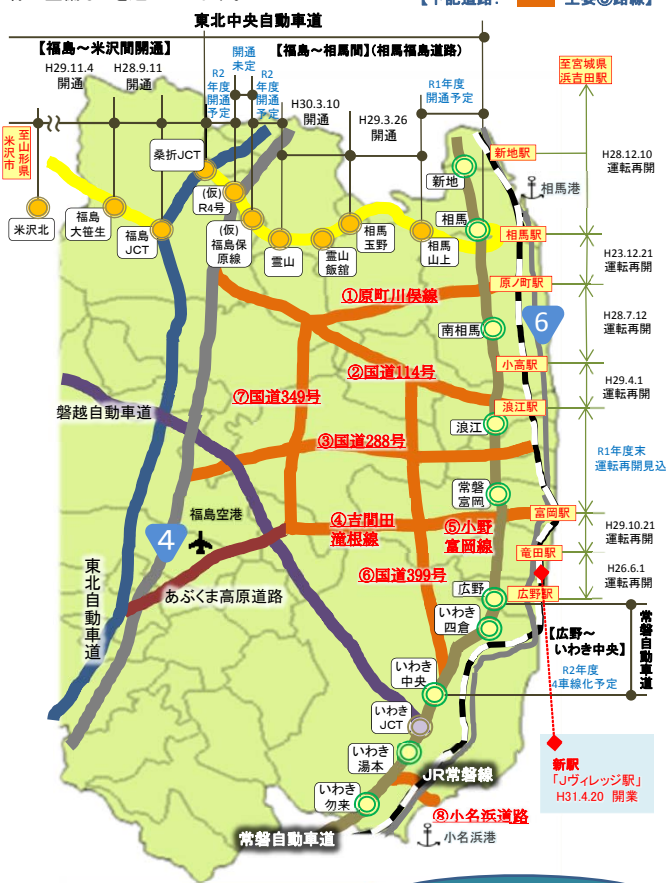 東北中央自動車道
【福島～米沢間開通】
【福島～相馬間】(相馬福島道路)
H29.11.4
開通
H28.9.11
開通
R2
年度
開通
予定
開通
未定
R2
年度
開通
予定
H30.3.10
開通
H29.3.26
開通
R1年度
開通予定
至宮城県
浜吉田駅
至山形県
米沢市
桑折JCT
(仮)
R4号
新地
新地駅
H28.12.10
運転再開
相馬港
米沢北
福島
大笹生
福島
JCT
(仮)
福島保
原線
霊山
霊山
飯舘
相馬
玉野
相馬
山上
相馬
相馬駅
H23.12.21
運転再開
原ノ町駅
①原町川俣線
6
南相馬
H28.7.12
運転再開
小高駅
②国道114号
H29.4.1
運転再開
⑦国道349号
浪江駅
磐越自動車道
浪江
③国道288号
R1年度末
運転再開見込
常磐
富岡
福島空港
④吉間田
滝根線
⑤小野
富岡線
富岡駅
4
H29.10.21
運転再開
竜田駅
東北自動車道
あぶくま高原道路
⑥国道399号
H26.6.1
運転再開
広野
広野駅
いわき
四倉
【広野～
いわき中央】
常磐自動車道
R2年度
4車線化予定
いわき
中央
いわき
JCT
いわき
湯本
JR常磐線
新駅
「Jヴィレッジ駅」
H31.4.20 開業
いわき
勿来
⑧小名浜道路
常磐自動車道
小名浜港